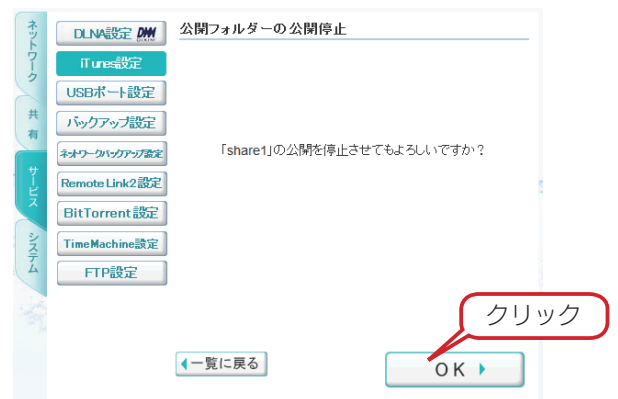 ネットワーク
共有
サービス
システム
DLNA設定
iTunes設定
USBポート設定
バックアップ設定
ネットワークバックアップ設定
Remote Link2設定
BitTorrent設定
TimeMachine設定
FTP設定
公開フォルダーの公開停止
「share1」の公開を停止させてもよろしいですか？
クリック
一覧に戻る
OK